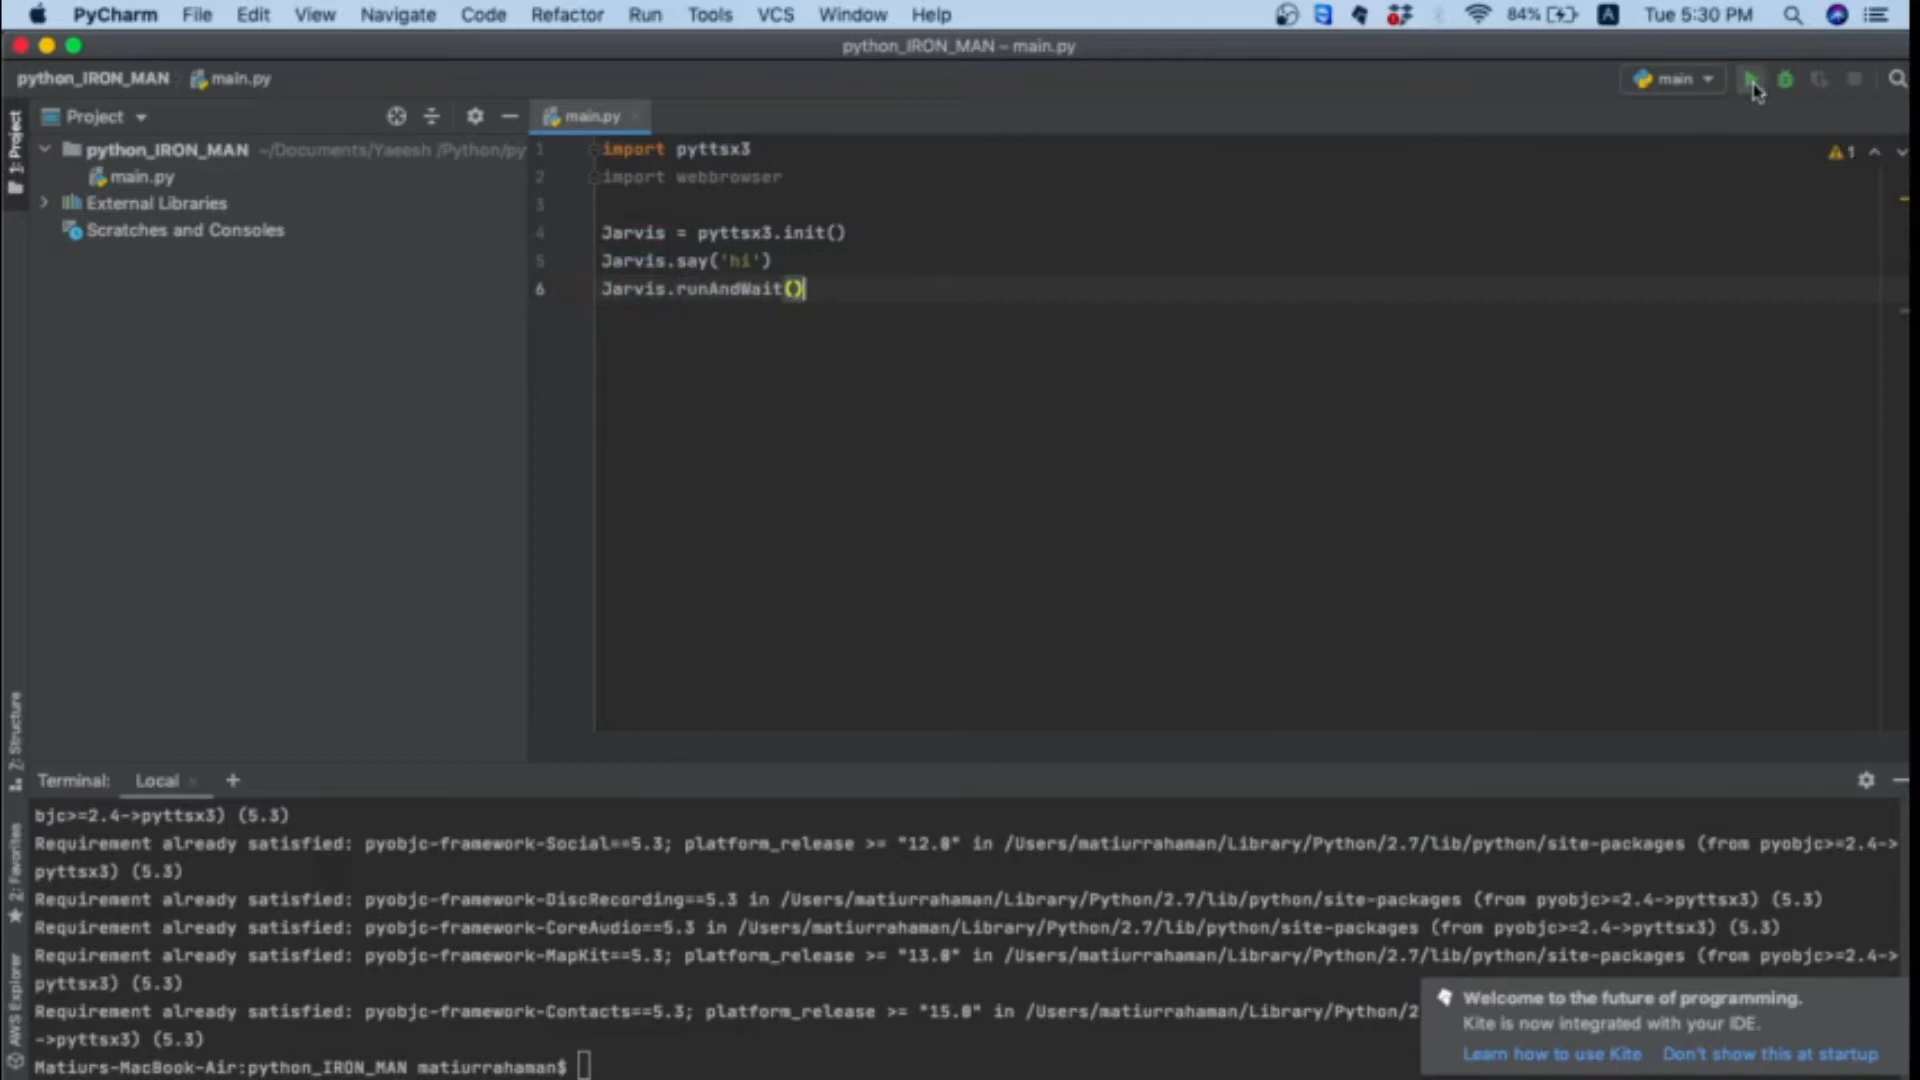 PyCharm File Edit View Navigate Code Refactor Run Tools VCS Window Help 84% A Tue 5:30 PM
python_IRON_MAN – main.py
python_IRON_MAN main.py main
1: Project
Project main.py
python_IRON_MAN ~/Documents/Yaeesh /Python/py
main.py
External Libraries
Scratches and Consoles
1 import pyttsx3
2 import webbrowser
3
4 Jarvis = pyttsx3.init()
5 Jarvis.say('hi')
6 Jarvis.runAndWait()
1
7: Structure
2: Favorites
AWS Explorer
Terminal: Local +
bjc>=2.4->pyttsx3) (5.3)
Requirement already satisfied: pyobjc-framework-Social==5.3; platform_release >= "12.0" in /Users/matiurrahaman/Library/Python/2.7/lib/python/site-packages (from pyobjc>=2.4->
pyttsx3) (5.3)
Requirement already satisfied: pyobjc-framework-DiscRecording==5.3 in /Users/matiurrahaman/Library/Python/2.7/lib/python/site-packages (from pyobjc>=2.4->pyttsx3) (5.3)
Requirement already satisfied: pyobjc-framework-CoreAudio==5.3 in /Users/matiurrahaman/Library/Python/2.7/lib/python/site-packages (from pyobjc>=2.4->pyttsx3) (5.3)
Requirement already satisfied: pyobjc-framework-MapKit==5.3; platform_release >= "13.0" in /Users/matiurrahaman/Library/Python/2.7/lib/python/site-packages (from pyobjc>=2.4->
pyttsx3) (5.3)
Requirement already satisfied: pyobjc-framework-Contacts==5.3; platform_release >= "15.0" in /Users/matiurrahaman/Library/Python/2
->pyttsx3) (5.3)
Matiurs-MacBook-Air:python_IRON_MAN matiurrahaman$
Welcome to the future of programming.
Kite is now integrated with your IDE.
Learn how to use Kite Don't show this at startup